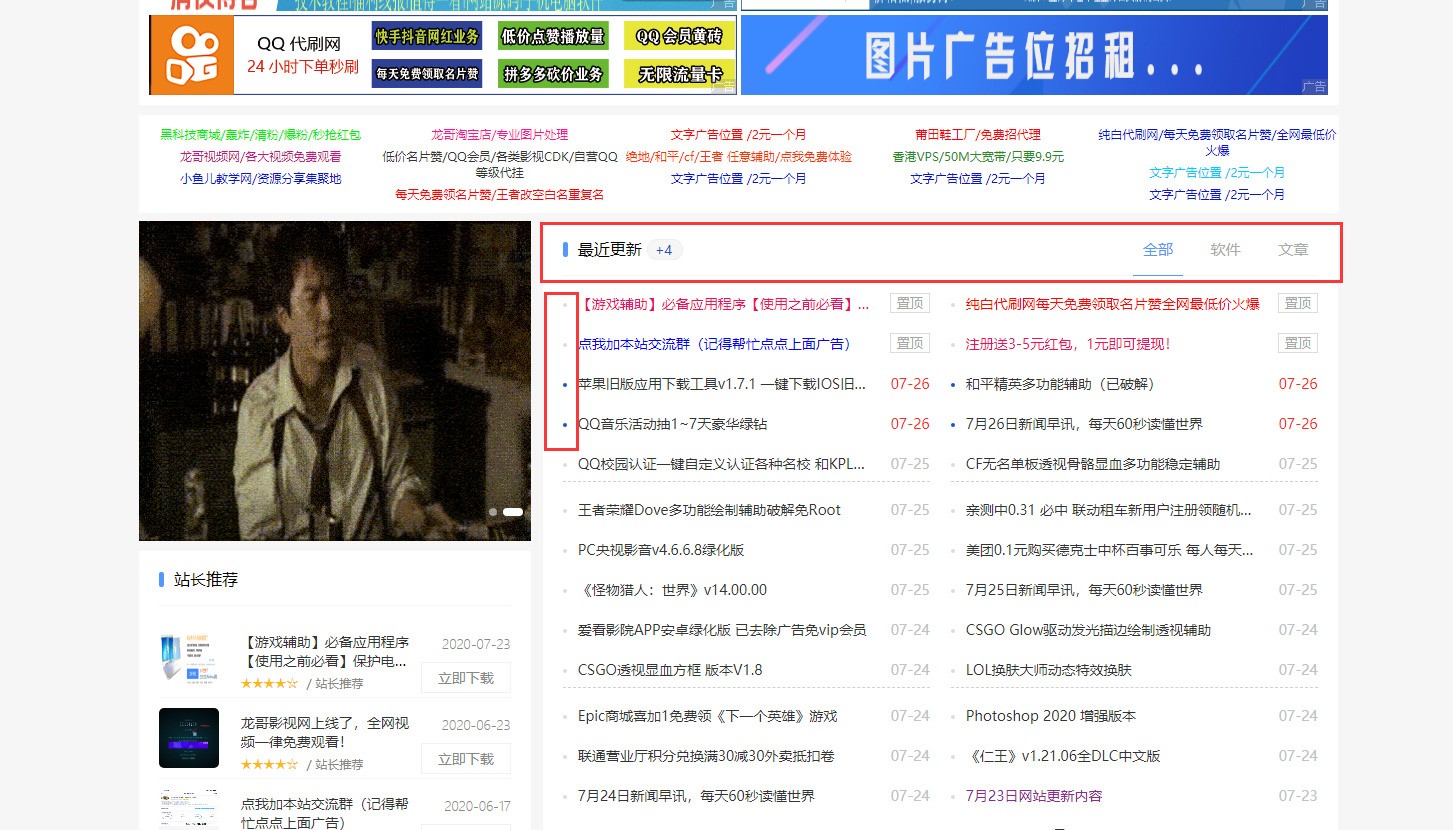 技术教程|福利线报|值得一看|网站源码|手机电脑软件
广告
广告
QQ 代刷网
24 小时下单秒刷
快手抖音网红业务
低价点赞播放量
QQ会员黄砖
每天免费领取名片赞
拼多多砍价业务
无限流量卡
广告
图片广告位招租...
广告
黑科技商城/轰炸/清粉/爆粉/秒抢红包
龙哥淘宝店/专业图片处理
文字广告位置 /2元一个月
莆田鞋工厂/免费招代理
纯白代刷网/每天免费领取名片赞/全网最低价
火爆
龙哥视频网/各大视频免费观看
低价名片赞/QQ会员/各类影视CDK/自营QQ
等级代挂
绝地/和平/cf/王者 任意辅助/点我免费体验
香港VPS/50M大宽带/只要9.9元
文字广告位置 /2元一个月
小鱼儿教学网/资源分享集聚地
每天免费领名片赞/王者改空白名重复名
文字广告位置 /2元一个月
文字广告位置 /2元一个月
文字广告位置 /2元一个月
最近更新 +4
全部 软件 文章
【游戏辅助】必备应用程序【使用之前必看】... 置顶
纯白代刷网每天免费领取名片赞全网最低价火爆 置顶
点我加本站交流群（记得帮忙点点上面广告） 置顶
注册送3-5元红包，1元即可提现！ 置顶
苹果旧版应用下载工具v1.7.1 一键下载IOS旧... 07-26
和平精英多功能辅助（已破解） 07-26
QQ音乐活动抽1~7天豪华绿钻 07-26
7月26日新闻早讯，每天60秒读懂世界 07-26
QQ校园认证一键自定义认证各种名校 和KPL... 07-25
CF无名单板透视骨骼显血多功能稳定辅助 07-25
王者荣耀Dove多功能绘制辅助破解免Root 07-25
亲测中0.31 必中 联动租车新用户注册领随机... 07-25
PC央视影音v4.6.6.8绿化版 07-25
美团0.1元购买德克士中杯百事可乐 每人每天... 07-25
《怪物猎人：世界》v14.00.00 07-25
7月25日新闻早讯，每天60秒读懂世界 07-25
爱看影院APP安卓绿化版 已去除广告免vip会员 07-24
CSGO Glow驱动发光描边绘制透视辅助 07-24
CSGO透视显血方框 版本V1.8 07-24
LOL换肤大师动态特效换肤 07-24
Epic商城喜加1免费领《下一个英雄》游戏 07-24
Photoshop 2020 增强版本 07-24
联通营业厅积分兑换满30减30外卖抵扣卷 07-24
《仁王》v1.21.06全DLC中文版 07-24
7月24日新闻早讯，每天60秒读懂世界 07-24
7月23日网站更新内容 07-23
站长推荐
【游戏辅助】必备应用程序
【使用之前必看】保护电...
/ 站长推荐
2020-07-23
立即下载
龙哥影视网上线了，全网视
频一律免费观看！
/ 站长推荐
2020-06-23
立即下载
点我加本站交流群（记得帮
忙点点上面广告）
2020-06-17